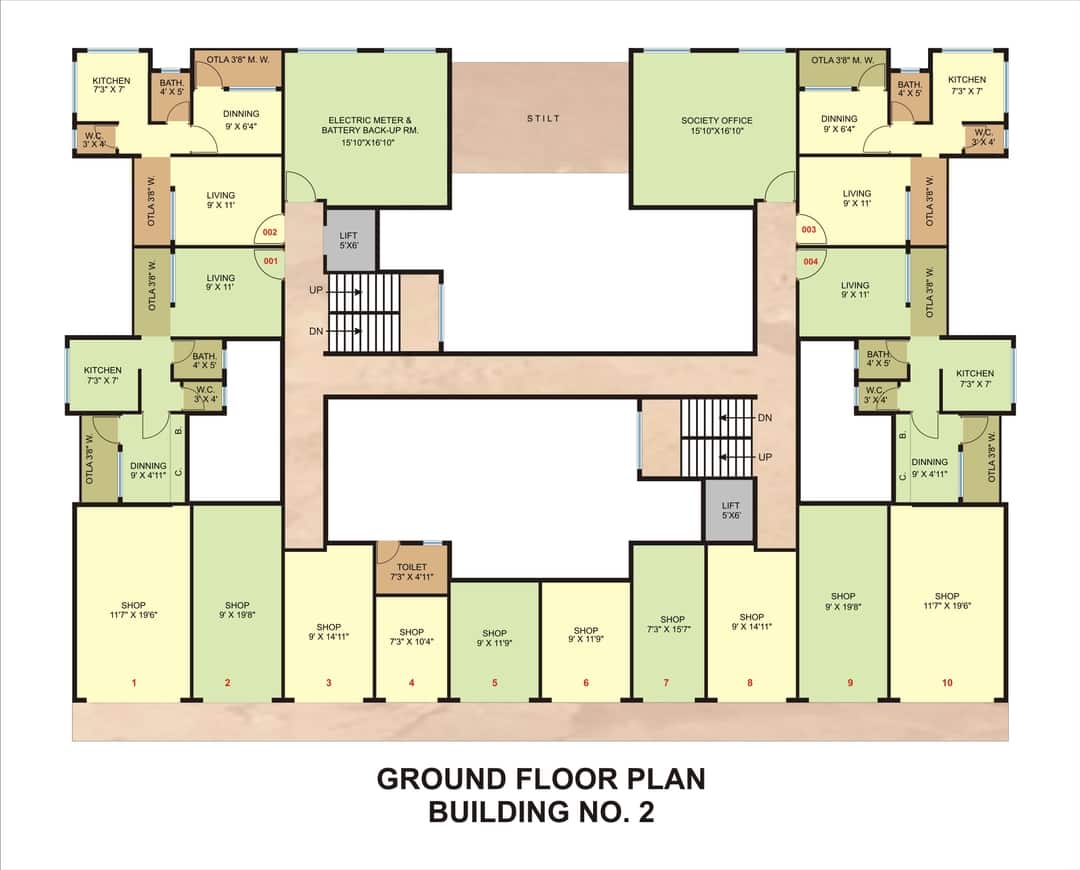 KITCHEN
7'3" X 7'
BATH.
4' X 5'
OTLA 3'8" M. W.
DINNING
9' X 6'4"
W.C.
3' X 4'
OTLA 3'8" W.
LIVING
9' X 11'
002
ELECTRIC METER &
BATTERY BACK-UP RM.
15'10"X16'10"
STILT
SOCIETY OFFICE
15'10"X16'10"
OTLA 3'8" M. W.
BATH.
4' X 5'
KITCHEN
7'3" X 7'
DINNING
9' X 6'4"
W.C.
3' X 4'
LIVING
9' X 11'
OTLA 3'8" W.
003
LIFT
5'X6'
001
OTLA 3'8" W.
LIVING
9' X 11'
UP
DN
004
LIVING
9' X 11'
OTLA 3'8" W.
KITCHEN
7'3" X 7'
BATH.
4' X 5'
W.C.
3' X 4'
OTLA 3'8" W.
DINNING
9' X 4'11"
C. B.
BATH.
4' X 5'
W.C.
3' X 4'
KITCHEN
7'3" X 7'
C. B.
DINNING
9' X 4'11"
OTLA 3'8" W.
DN
UP
LIFT
5'X6'
SHOP
11'7" X 19'6"
1
SHOP
9' X 19'8"
2
SHOP
9' X 14'11"
3
TOILET
7'3" X 4'11"
SHOP
7'3" X 10'4"
4
SHOP
9' X 11'9"
5
SHOP
9' X 11'9"
6
SHOP
7'3" X 15'7"
7
SHOP
9' X 14'11"
8
SHOP
9' X 19'8"
9
SHOP
11'7" X 19'6"
10
GROUND FLOOR PLAN
BUILDING NO. 2